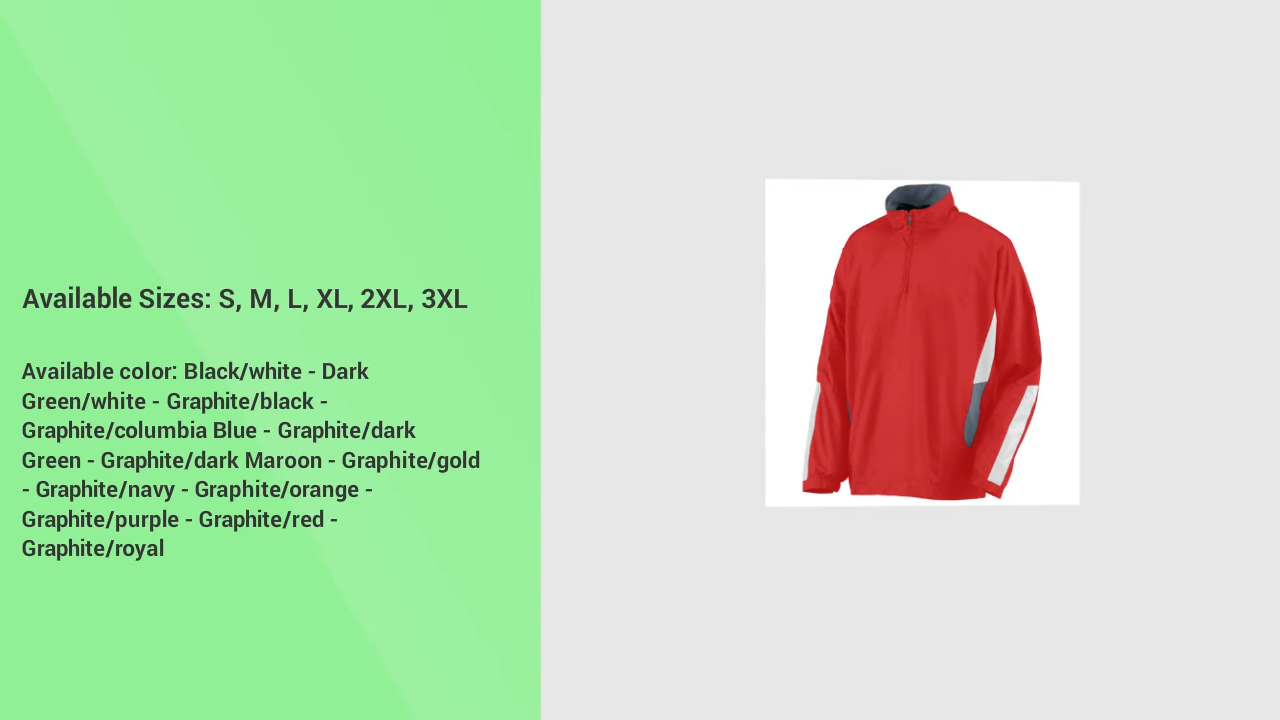 Available Sizes: S, M, L, XL, 2XL, 3XL
Available color: Black/white - Dark
Green/white - Graphite/black -
Graphite/columbia Blue - Graphite/dark
Green - Graphite/dark Maroon - Graphite/gold
- Graphite/navy - Graphite/orange -
Graphite/purple - Graphite/red -
Graphite/royal